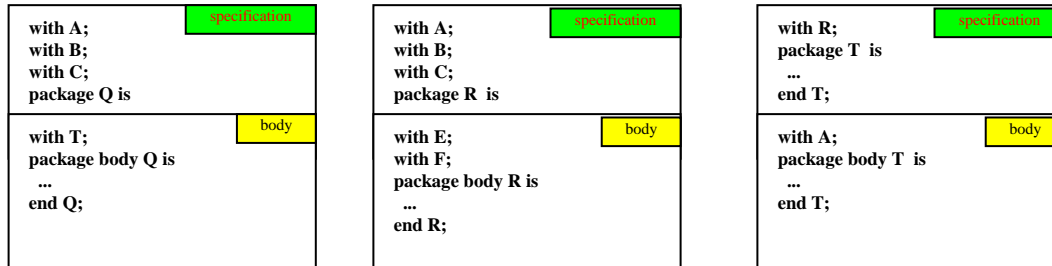 specification
with A;
with B;
with C;
package Q is
body
with T;
package body Q is
...
end Q;
specification
with A;
with B;
with C;
package R is
body
with E;
with F;
package body R is
...
end R;
specification
with R;
package T is
...
end T;
body
with A;
package body T is
...
end T;